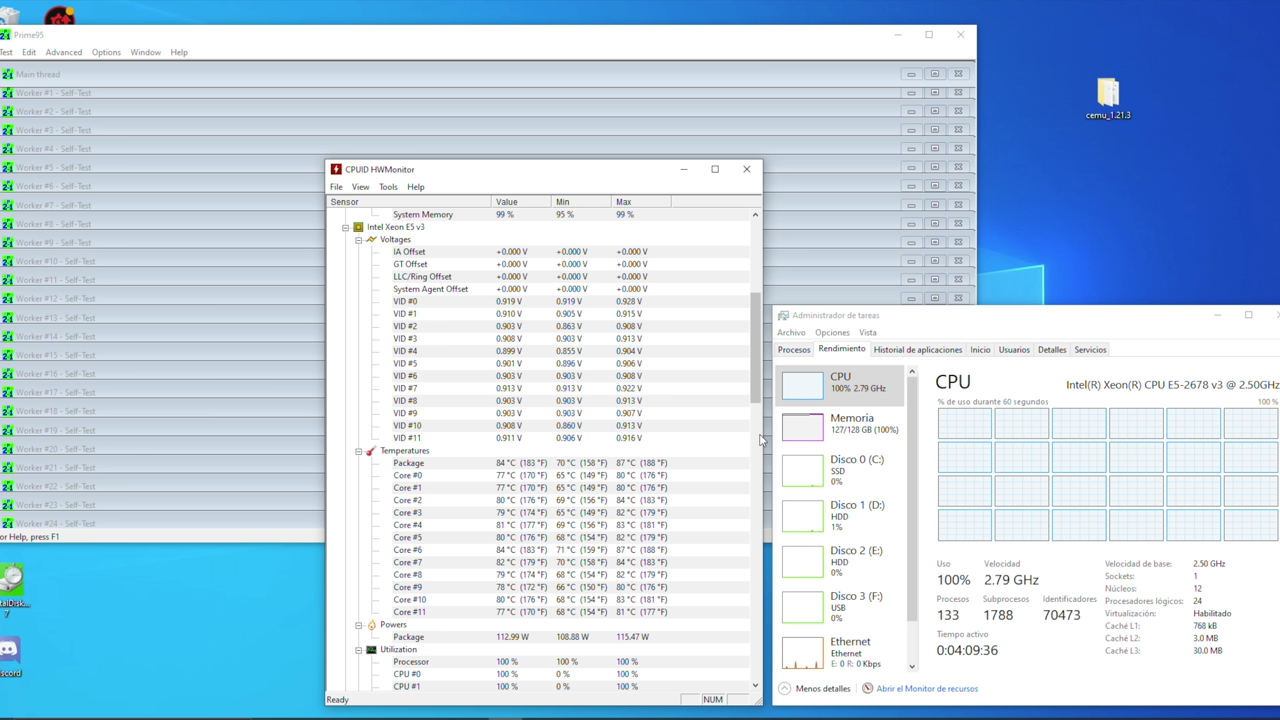 Prime95
Test Edit Advanced Options Window Help
Main thread
Worker #1 - Self-Test
Worker #2 - Self-Test
Worker #3 - Self-Test
Worker #4 - Self-Test
Worker #5 - Self-Test
Worker #6 - Self-Test
Worker #7 - Self-Test
Worker #8 - Self-Test
Worker #9 - Self-Test
Worker #10 - Self-Test
Worker #11 - Self-Test
Worker #12 - Self-Test
Worker #13 - Self-Test
Worker #14 - Self-Test
Worker #15 - Self-Test
Worker #16 - Self-Test
Worker #17 - Self-Test
Worker #18 - Self-Test
Worker #19 - Self-Test
Worker #20 - Self-Test
Worker #21 - Self-Test
Worker #22 - Self-Test
Worker #23 - Self-Test
Worker #24 - Self-Test
or Help, press F1
cemu_1.21.3
CPUID HWMonitor
File View Tools Help
Sensor Value Min Max
System Memory 99 % 95 % 99 %
Intel Xeon E5 v3
Voltages
IA Offset +0.000 V +0.000 V +0.000 V
GT Offset +0.000 V +0.000 V +0.000 V
LLC/Ring Offset +0.000 V +0.000 V +0.000 V
System Agent Offset +0.000 V +0.000 V +0.000 V
VID #0 0.919 V 0.919 V 0.928 V
VID #1 0.910 V 0.905 V 0.915 V
VID #2 0.903 V 0.863 V 0.908 V
VID #3 0.908 V 0.903 V 0.913 V
VID #4 0.899 V 0.855 V 0.904 V
VID #5 0.901 V 0.896 V 0.906 V
VID #6 0.903 V 0.903 V 0.908 V
VID #7 0.913 V 0.913 V 0.922 V
VID #8 0.903 V 0.903 V 0.913 V
VID #9 0.903 V 0.903 V 0.907 V
VID #10 0.908 V 0.860 V 0.913 V
VID #11 0.911 V 0.906 V 0.916 V
Temperatures
Package 84 °C (183 °F) 70 °C (158 °F) 87 °C (188 °F)
Core #0 77 °C (170 °F) 65 °C (149 °F) 80 °C (176 °F)
Core #1 77 °C (170 °F) 65 °C (149 °F) 80 °C (176 °F)
Core #2 80 °C (176 °F) 69 °C (156 °F) 84 °C (183 °F)
Core #3 79 °C (174 °F) 65 °C (149 °F) 82 °C (179 °F)
Core #4 81 °C (177 °F) 70 °C (158 °F) 83 °C (181 °F)
Core #5 80 °C (176 °F) 68 °C (154 °F) 82 °C (179 °F)
Core #6 84 °C (183 °F) 71 °C (159 °F) 87 °C (188 °F)
Core #7 82 °C (179 °F) 70 °C (158 °F) 84 °C (183 °F)
Core #8 79 °C (174 °F) 68 °C (154 °F) 82 °C (179 °F)
Core #9 78 °C (172 °F) 66 °C (150 °F) 80 °C (176 °F)
Core #10 80 °C (176 °F) 68 °C (154 °F) 83 °C (181 °F)
Core #11 77 °C (170 °F) 68 °C (154 °F) 81 °C (177 °F)
Powers
Package 112.99 W 108.88 W 115.47 W
Utilization
Processor 100 % 100 % 100 %
CPU #0 100 % 0 % 100 %
CPU #1 100 % 0 % 100 %
Ready NUM
Administrador de tareas
Archivo Opciones Vista
Procesos Rendimiento Historial de aplicaciones Inicio Usuarios Detalles Servicios
CPU
100% 2.79 GHz
Memoria
127/128 GB (100%)
Disco 0 (C:)
SSD
0%
Disco 1 (D:)
HDD
1%
Disco 2 (E:)
HDD
0%
Disco 3 (F:)
USB
0%
Ethernet
Ethernet
E: 0 R: 0 Kbps
CPU Intel(R) Xeon(R) CPU E5-2678 v3 @ 2.50GHz
% de uso durante 60 segundos 100 %
Uso Velocidad
100% 2.79 GHz
Procesos Subprocesos Identificadores
133 1788 70473
Tiempo activo
0:04:09:36
Velocidad de base: 2.50 GHz
Sockets: 1
Núcleos: 12
Procesadores lógicos: 24
Virtualización: Habilitado
Caché L1: 768 kB
Caché L2: 3.0 MB
Caché L3: 30.0 MB
Menos detalles Abrir el Monitor de recursos
talDisk...
7
iscord